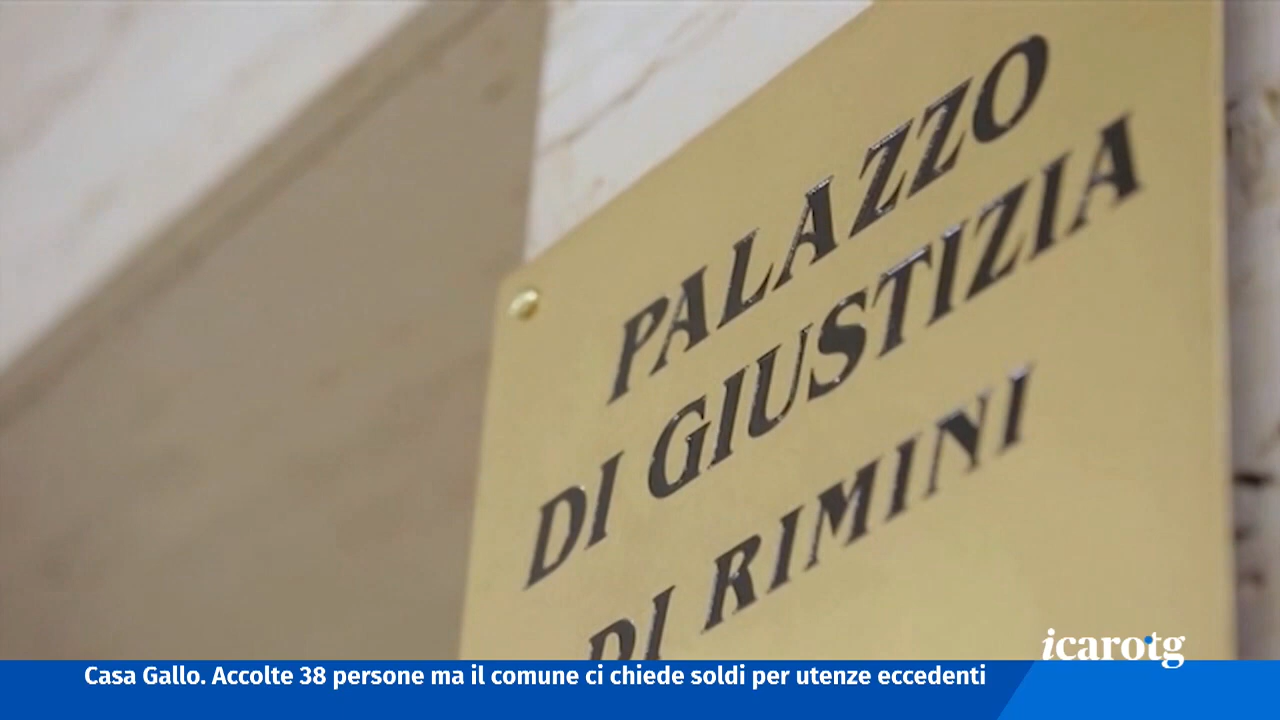 PALAZZO
DI GIUSTIZIA
DI RIMINI
icarotg
Casa Gallo. Accolte 38 persone ma il comune ci chiede soldi per utenze eccedenti